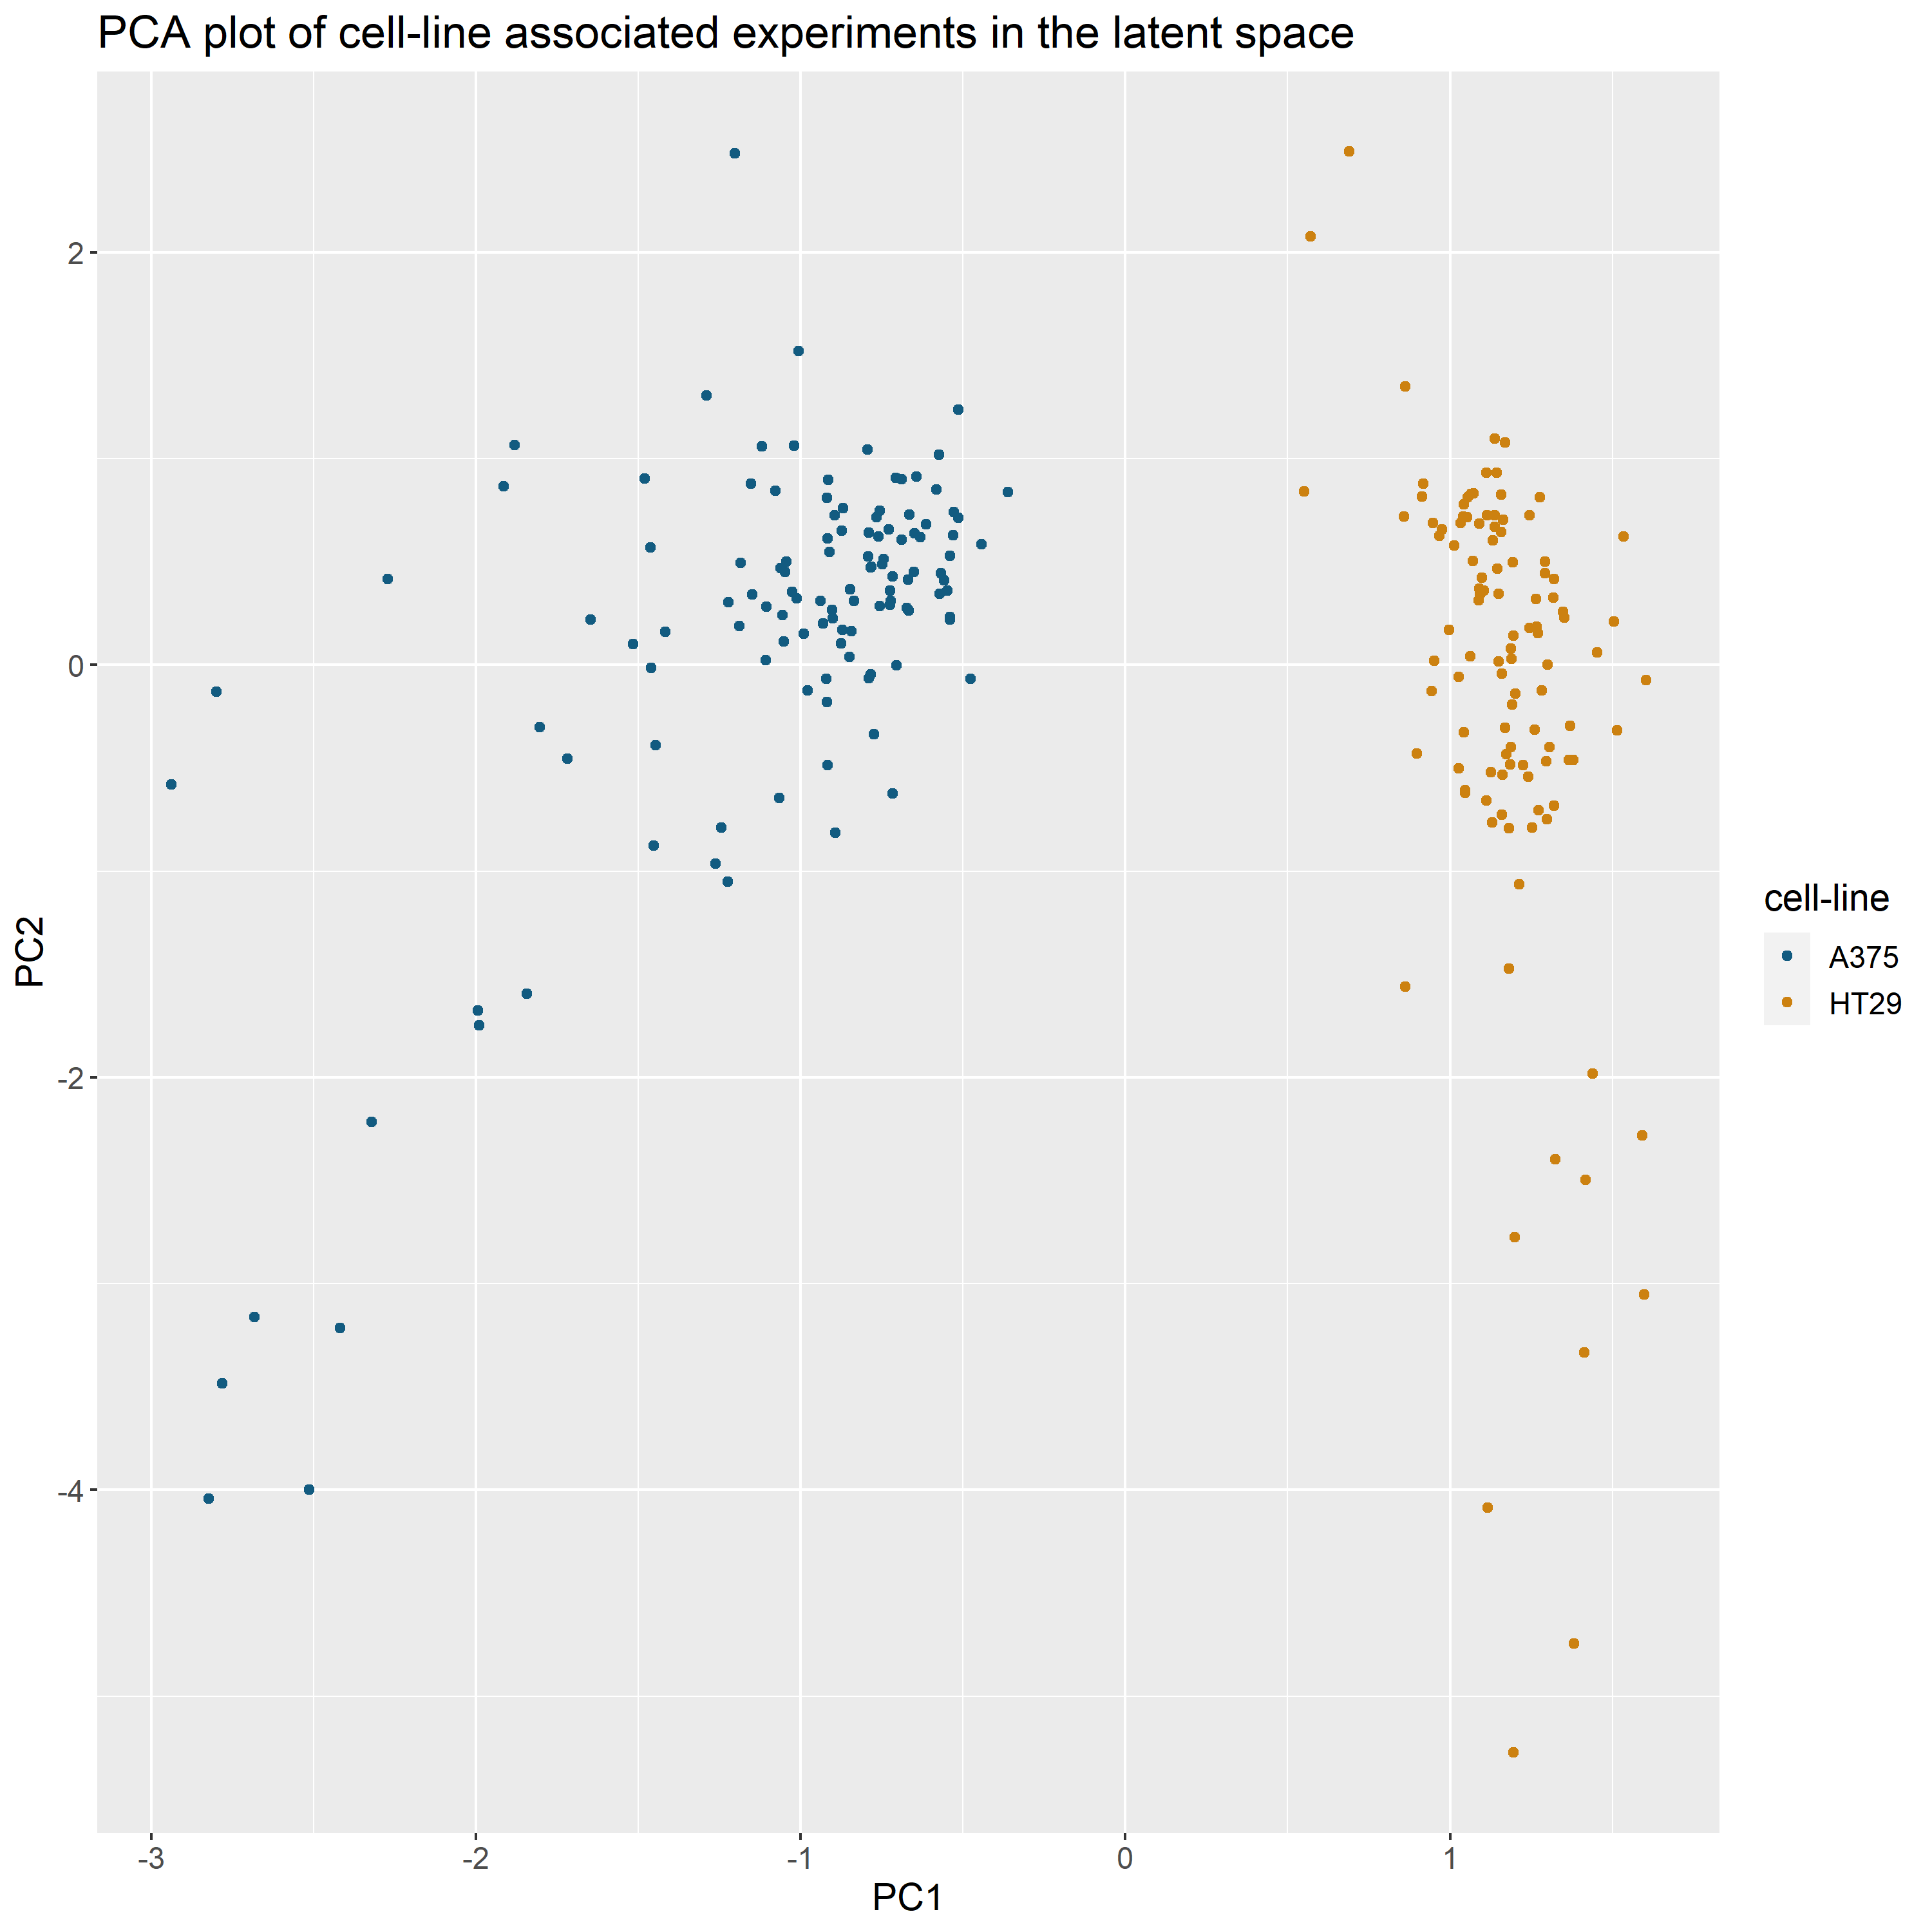 PCA plot of cell-line associated experiments in the latent space
2
0
-2
-4
PC2
-3
-2
-1
0
1
PC1
cell-line
A375
HT29